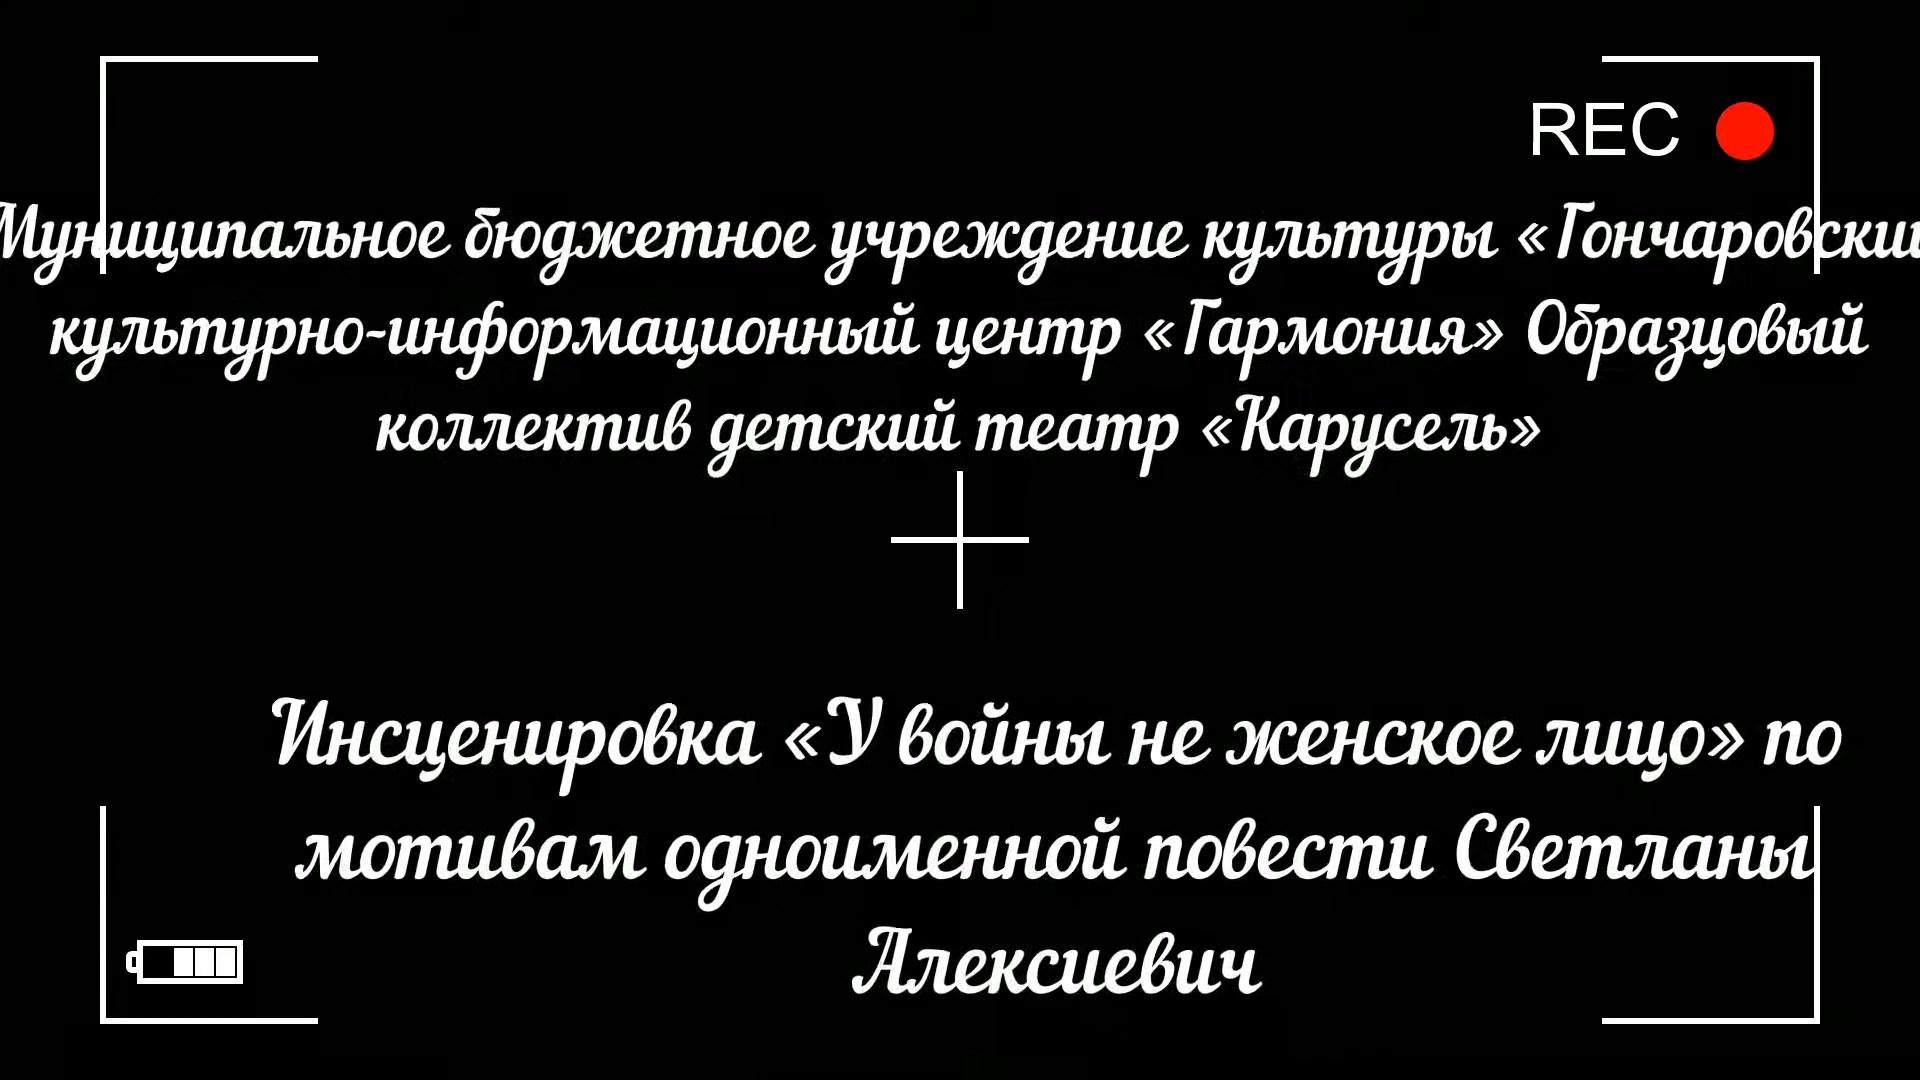 REC
Муниципальное бюджетное учреждение культуры «Гончаровский
культурно-информационный центр «Гармония» Образцовый
коллектив детский театр «Карусель»
Инсценировка «У войны не женское лицо» по
мотивам одноименной повести Светланы
Алексиевич